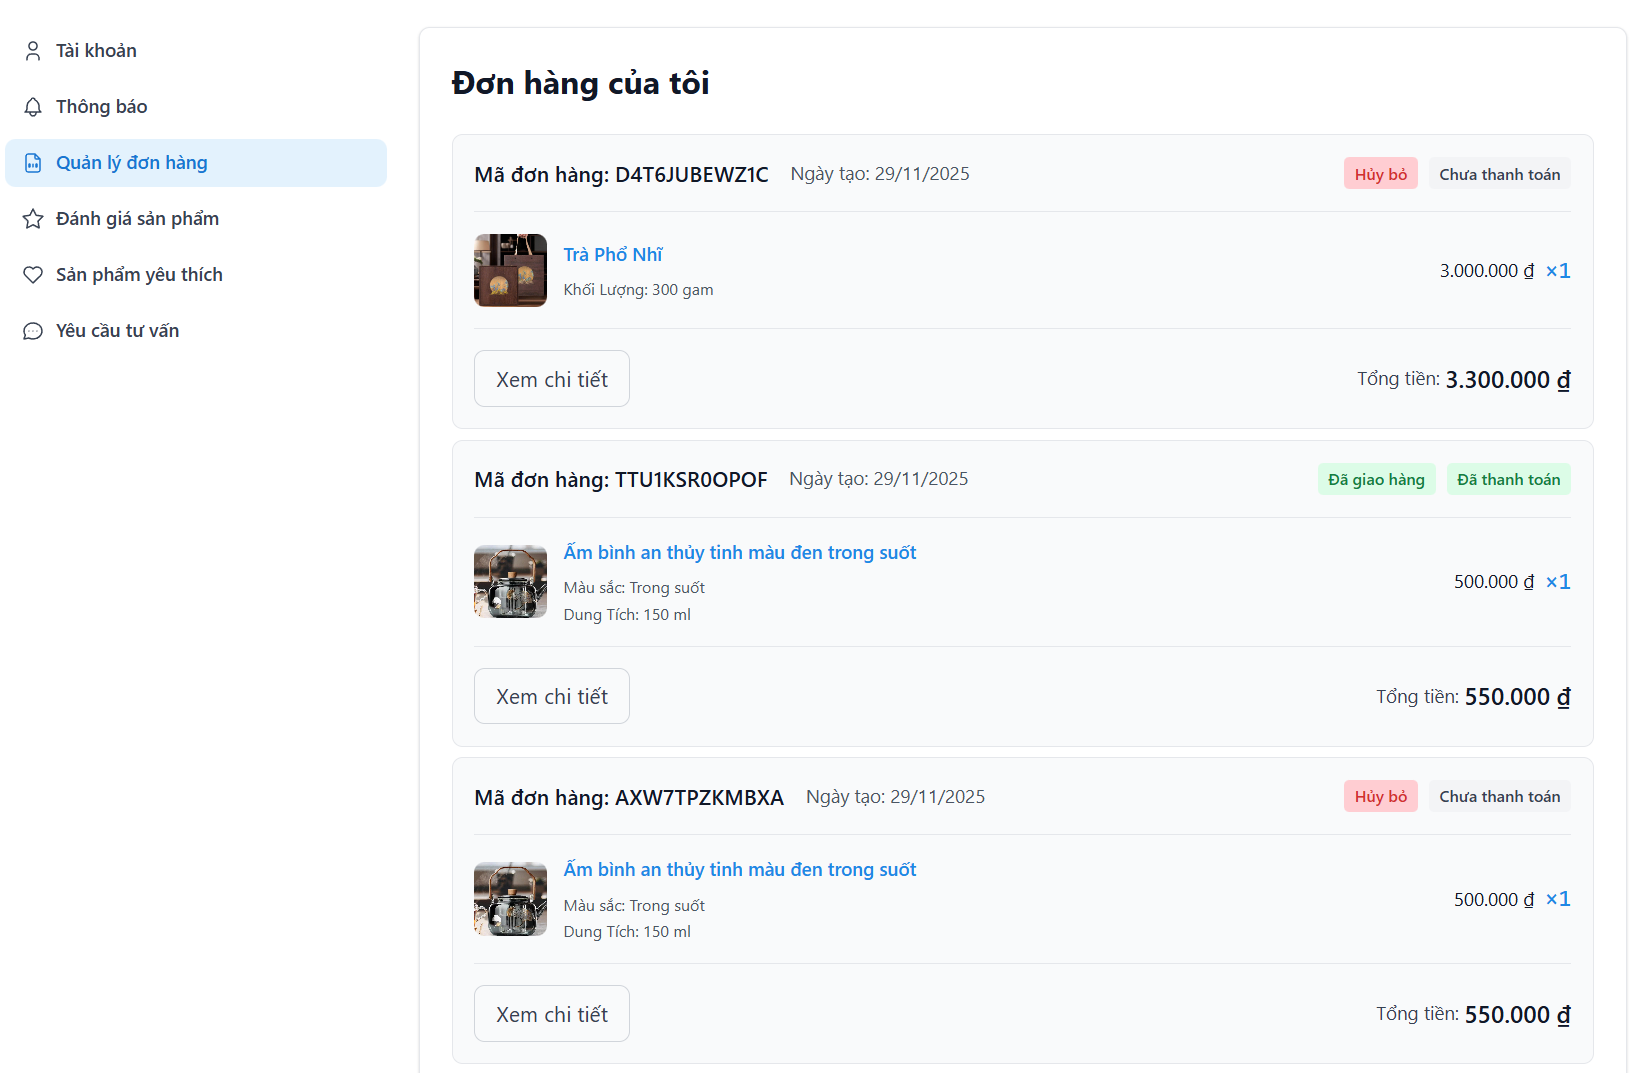 Tài khoản
Thông báo
Quản lý đơn hàng
Đánh giá sản phẩm
Sản phẩm yêu thích
Yêu cầu tư vấn
Đơn hàng của tôi
Mã đơn hàng: D4T6JUBEWZ1C Ngày tạo: 29/11/2025 Hủy bỏ Chưa thanh toán
Trà Phổ Nhĩ
Khối Lượng: 300 gam
3.000.000 ₫ ×1
Xem chi tiết Tổng tiền: 3.300.000 ₫
Mã đơn hàng: TTU1KSR0OPOF Ngày tạo: 29/11/2025 Đã giao hàng Đã thanh toán
Ấm bình an thủy tinh màu đen trong suốt
Màu sắc: Trong suốt
Dung Tích: 150 ml
500.000 ₫ ×1
Xem chi tiết Tổng tiền: 550.000 ₫
Mã đơn hàng: AXW7TPZKMBXA Ngày tạo: 29/11/2025 Hủy bỏ Chưa thanh toán
Ấm bình an thủy tinh màu đen trong suốt
Màu sắc: Trong suốt
Dung Tích: 150 ml
500.000 ₫ ×1
Xem chi tiết Tổng tiền: 550.000 ₫